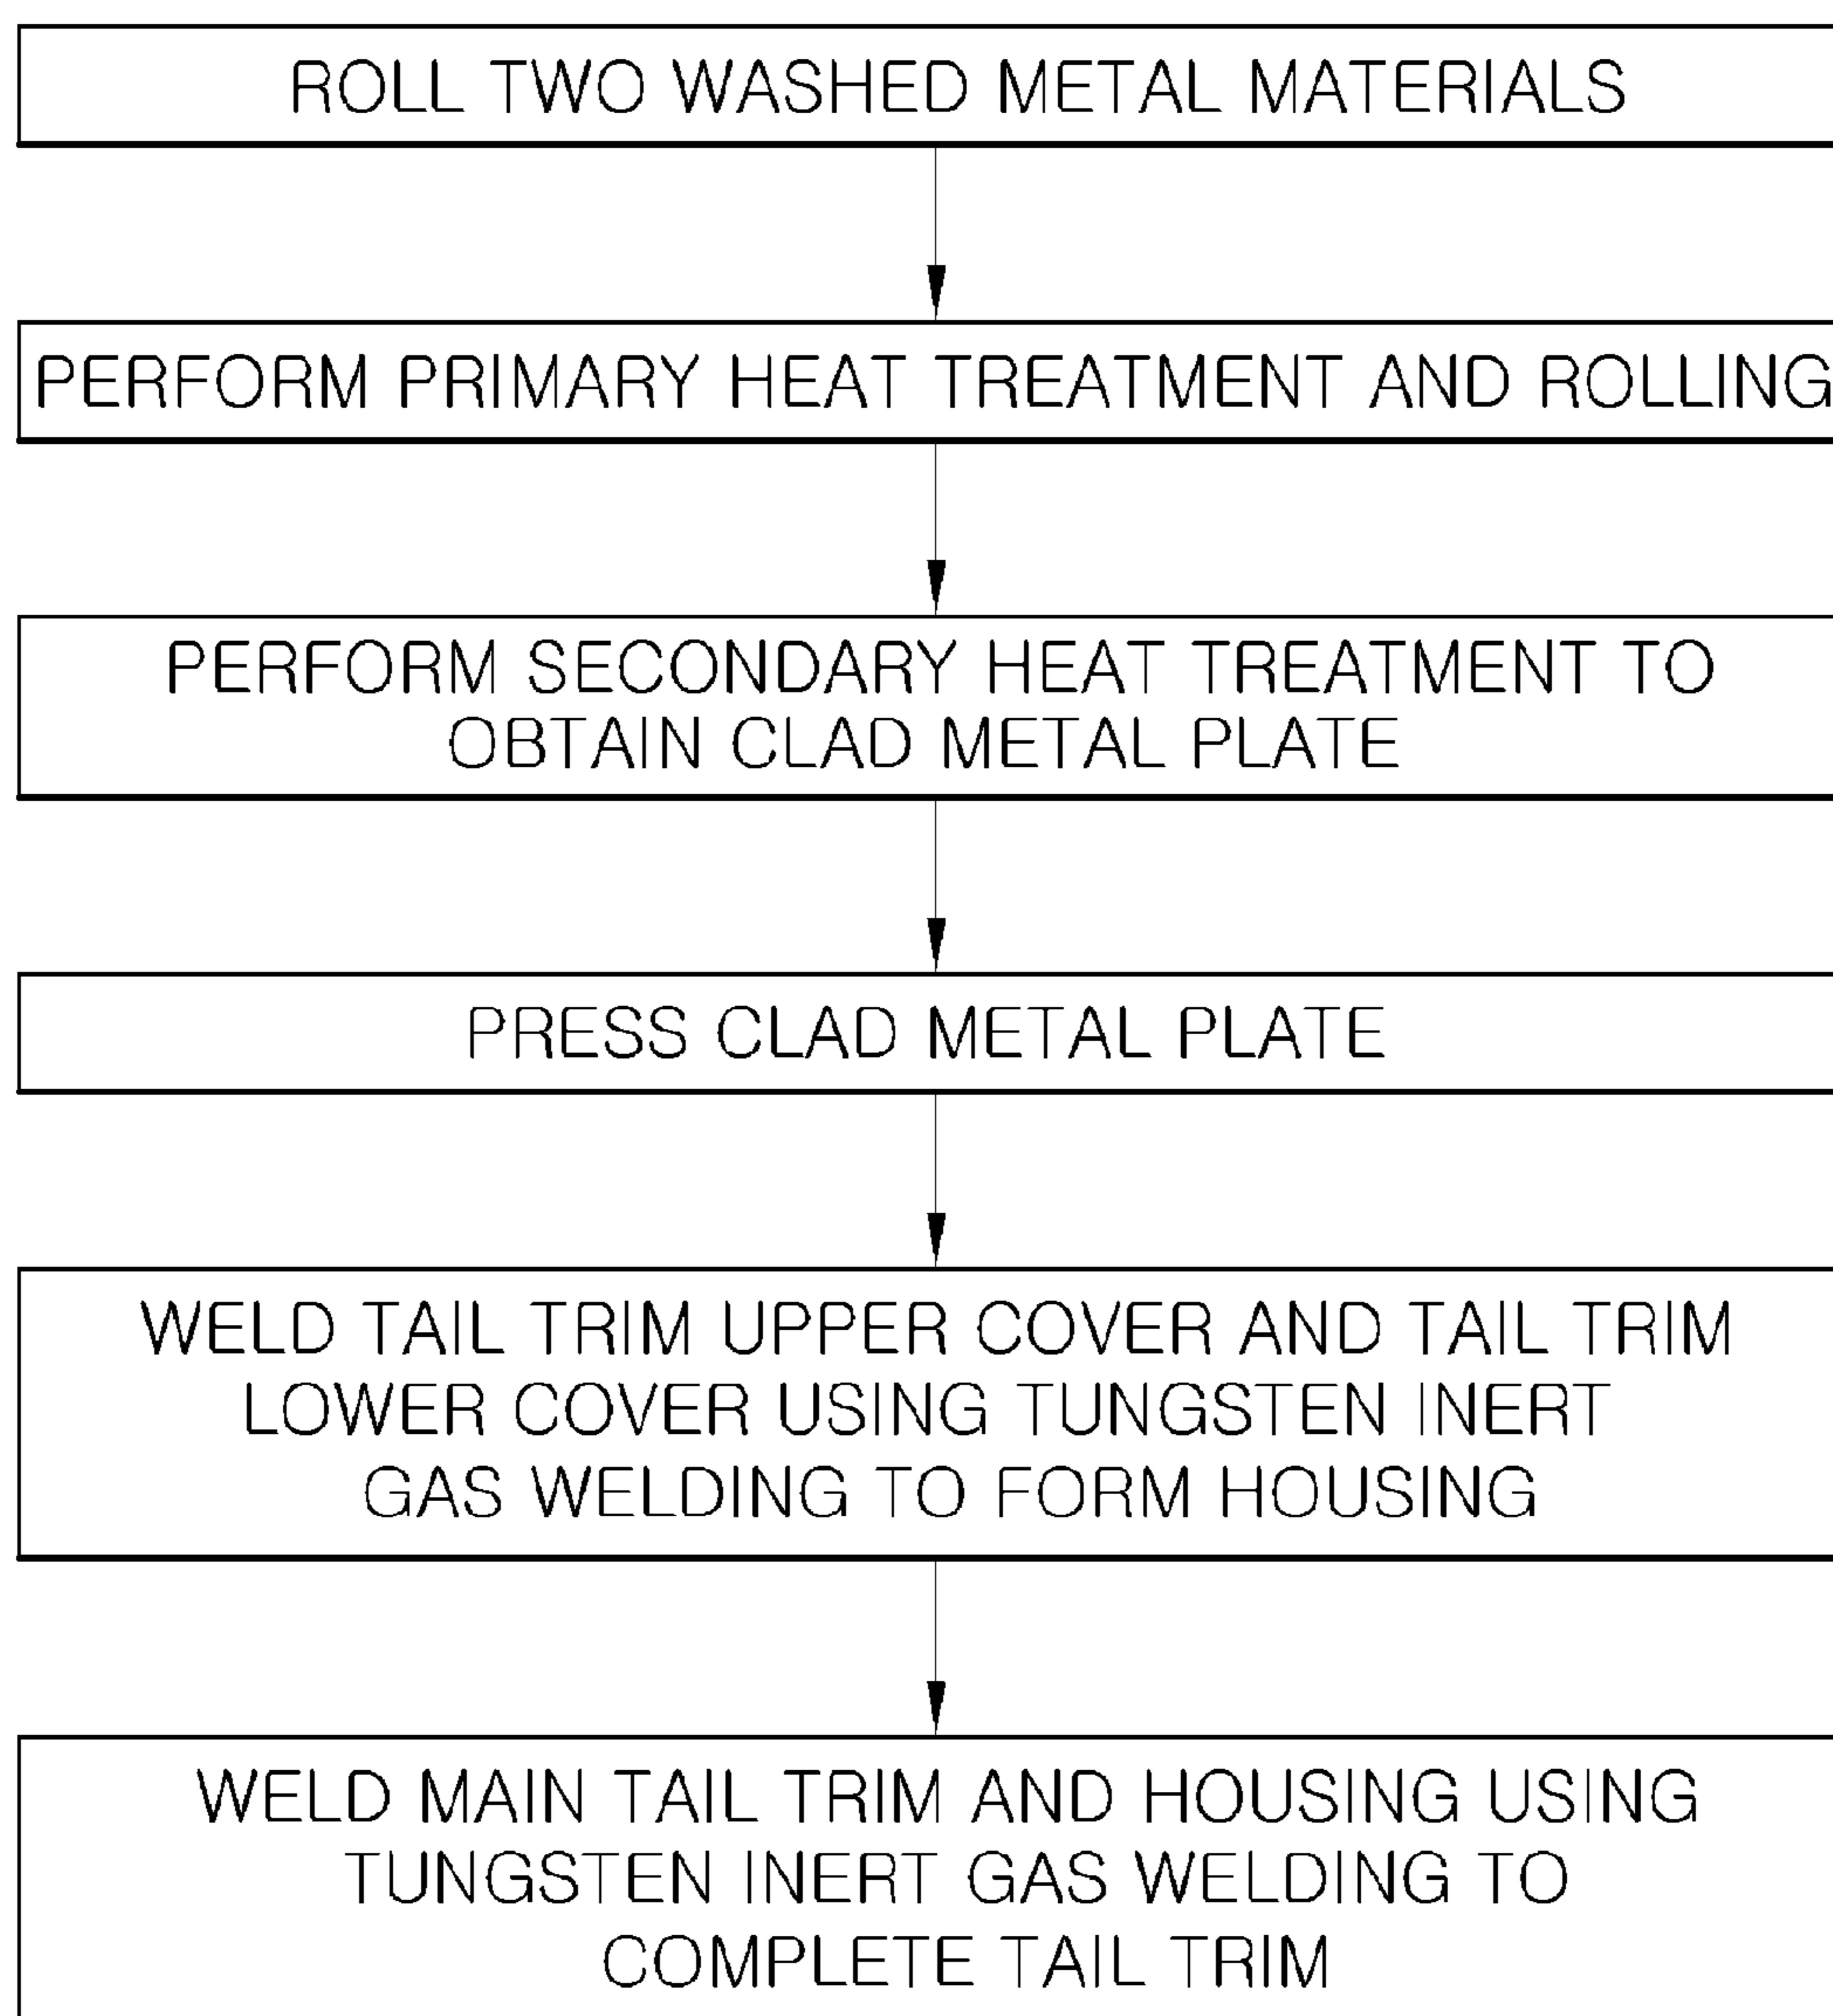 ROLL TWO WASHED METAL MATERIALS
PERFORM PRIMARY HEAT TREATMENT AND ROLLING
PERFORM SECONDARY HEAT TREATMENT TO
OBTAIN CLAD METAL PLATE
PRESS CLAD METAL PLATE
WELD TAIL TRIM UPPER COVER AND TAIL TRIM
LOWER COVER USING TUNGSTEN INERT
GAS WELDING TO FORM HOUSING
WELD MAIN TAIL TRIM AND HOUSING USING
TUNGSTEN INERT GAS WELDING TO
COMPLETE TAIL TRIM